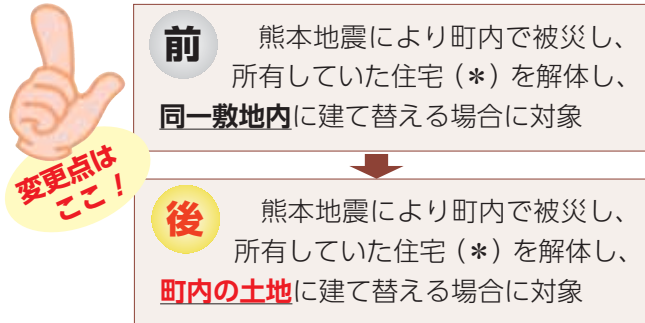 変更点は
ここ！
前
熊本地震により町内で被災し、
所有していた住宅（＊）を解体し、
同一敷地内に建て替える場合に対象
後
熊本地震により町内で被災し、
所有していた住宅（＊）を解体し、
町内の土地に建て替える場合に対象